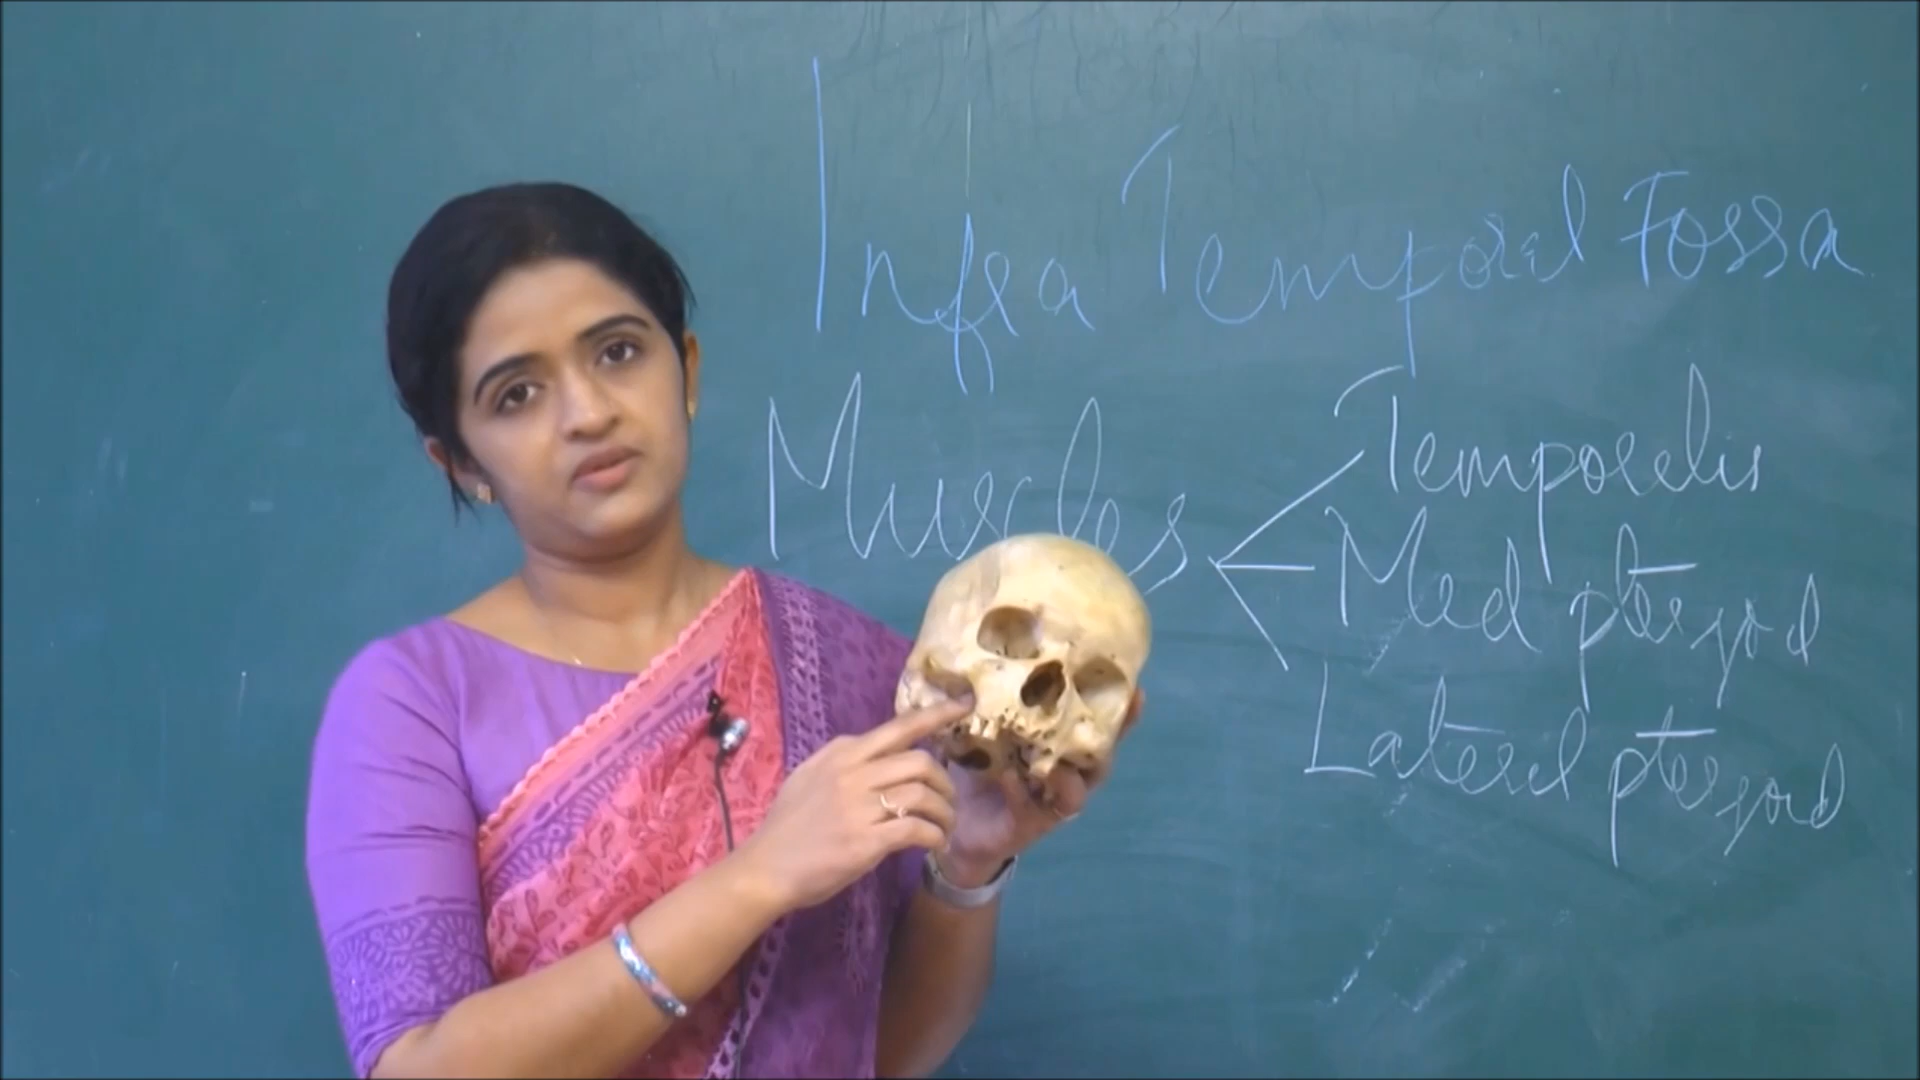 Infra Temporal Fossa
Muscles
Temporalis
Med pterygoid
Lateral pterygoid